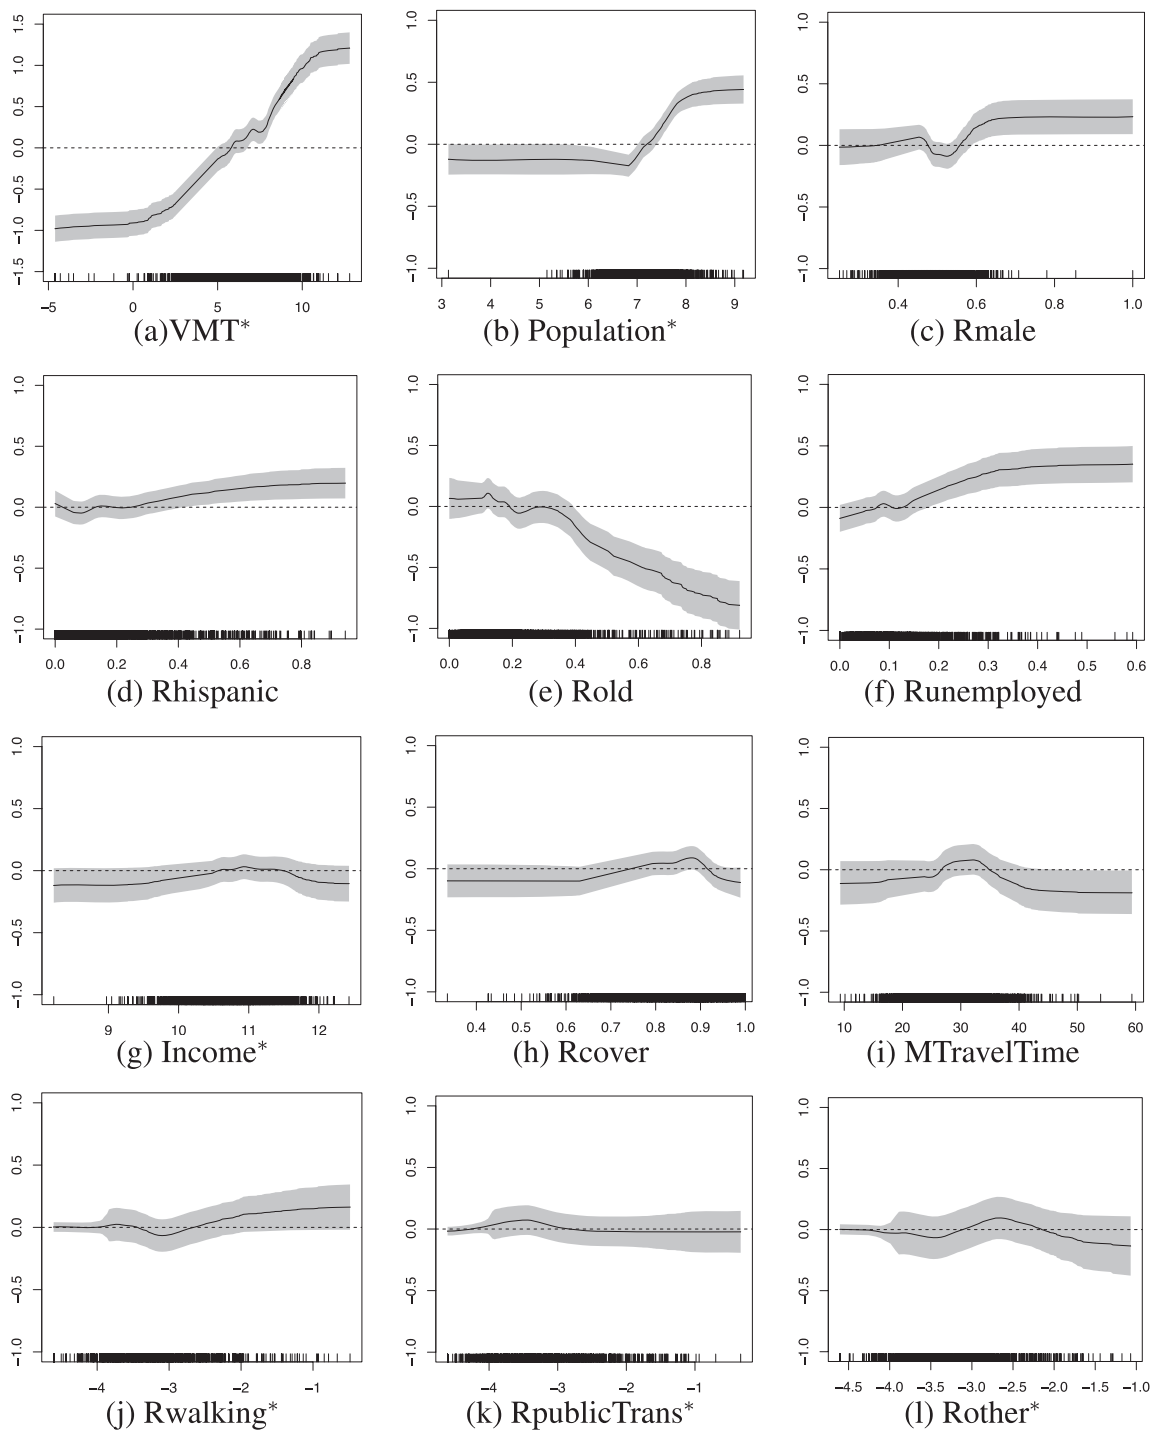 1.5
1.0
0.5
0.0
−0.5
−1.0
−1.5
−5 0 5 10
(a)VMT*
1.0
0.5
0.0
−0.5
−1.0
3 4 5 6 7 8 9
(b) Population*
1.0
0.5
0.0
−0.5
−1.0
0.4 0.6 0.8 1.0
(c) Rmale
1.0
0.5
0.0
−0.5
−1.0
0.0 0.2 0.4 0.6 0.8
(d) Rhispanic
1.0
0.5
0.0
−0.5
−1.0
0.0 0.2 0.4 0.6 0.8
(e) Rold
1.0
0.5
0.0
−0.5
−1.0
0.0 0.1 0.2 0.3 0.4 0.5 0.6
(f) Runemployed
1.0
0.5
0.0
−0.5
−1.0
9 10 11 12
(g) Income*
1.0
0.5
0.0
−0.5
−1.0
0.4 0.5 0.6 0.7 0.8 0.9 1.0
(h) Rcover
1.0
0.5
0.0
−0.5
−1.0
10 20 30 40 50 60
(i) MTravelTime
1.0
0.5
0.0
−0.5
−1.0
−4 −3 −2 −1
(j) Rwalking*
1.0
0.5
0.0
−0.5
−1.0
−4 −3 −2 −1
(k) RpublicTrans*
1.0
0.5
0.0
−0.5
−1.0
−4.5 −4.0 −3.5 −3.0 −2.5 −2.0 −1.5 −1.0
(l) Rother*